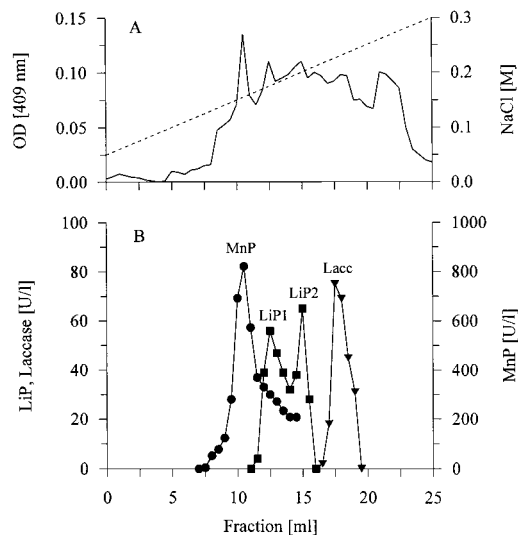 A
OD [409 nm]
0.15
0.10
0.05
0.00
NaCl [M]
0.3
0.2
0.1
0.0
B
MnP
LiP1
LiP2
Lacc
LiP, Laccase [U/l]
100
80
60
40
20
0
MnP [U/l]
1000
800
600
400
200
0
0 5 10 15 20 25
Fraction [ml]